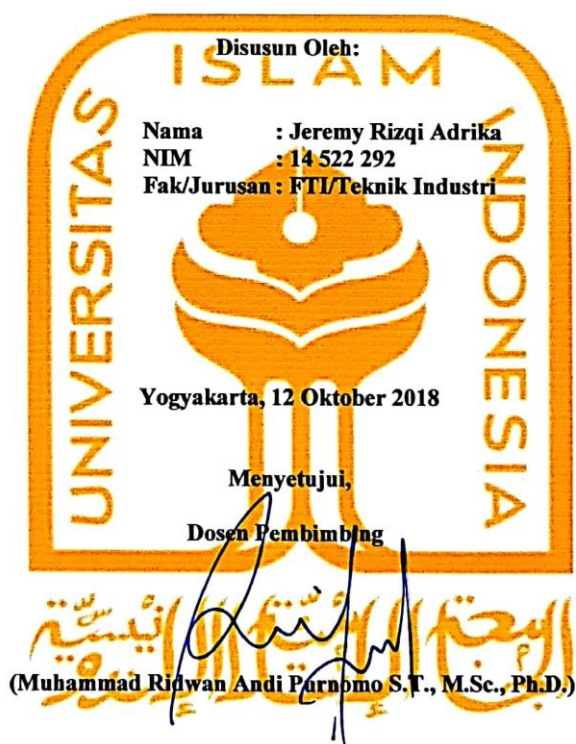 Disusun Oleh:
ISLAM
UNIVERSITAS
INDONESIA
Nama : Jeremy Rizqi Adrika
NIM : 14 522 292
Fak/Jurusan : FTI/Teknik Industri
Yogyakarta, 12 Oktober 2018
Menyetujui,
Dosen Pembimbing
(Muhammad Ridwan Andi Purnomo S.T., M.Sc., Ph.D.)